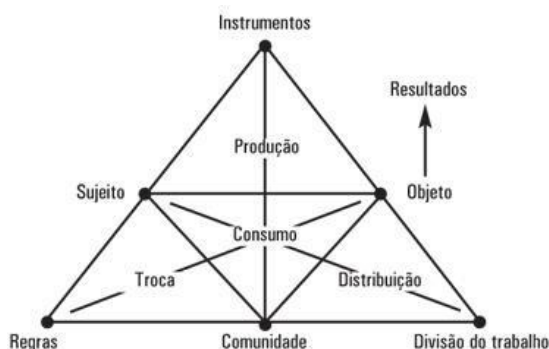 Instrumentos
Resultados
Produção
Sujeito
Objeto
Consumo
Troca
Distribuição
Regras
Comunidade
Divisão do trabalho